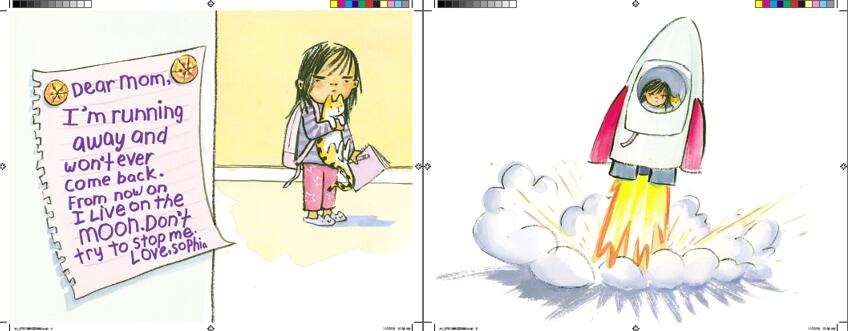 Dear Mom,
I'm running
away and
won't ever
come back.
From now on
I Live on the
MOON. Don't
try to stop me.
Love, Sophia